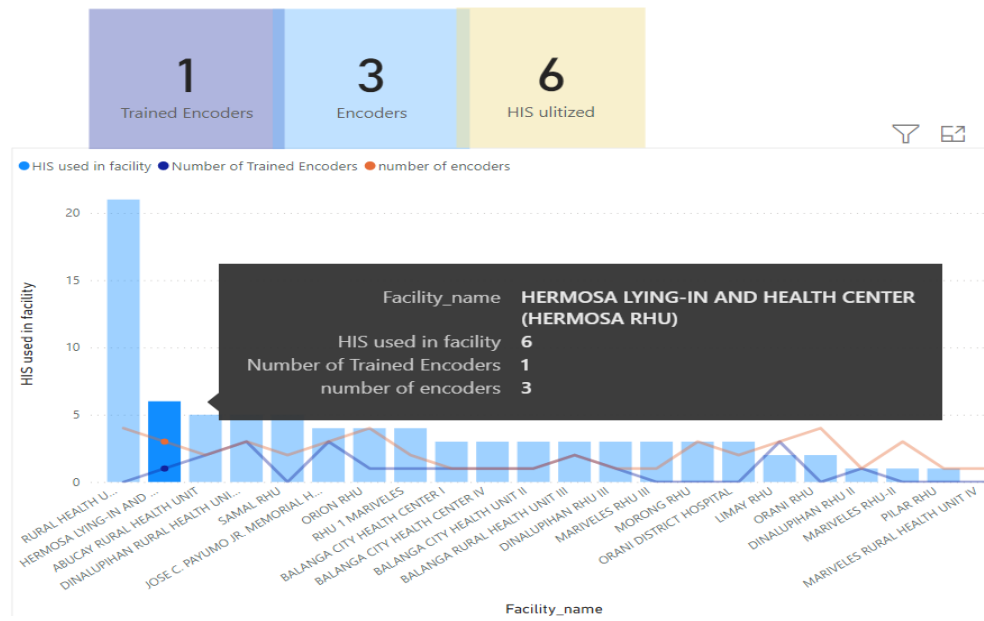 1
Trained Encoders
3
Encoders
6
HIS ulitized
HIS used in facility
Number of Trained Encoders
number of encoders
HIS used in facility
20
15
10
5
0
Facility_name HERMOSA LYING-IN AND HEALTH CENTER
(HERMOSA RHU)
HIS used in facility 6
Number of Trained Encoders 1
number of encoders 3
RURAL HEALTH U...
HERMOSA LYING-IN AND ...
ABUCAY RURAL HEALTH UNIT
DINALUPIHAN RURAL HEALTH UNI...
SAMAL RHU
JOSE C. PAYUMO JR. MEMORIAL H...
ORION RHU
RHU 1 MARIVELES
BALANGA CITY HEALTH CENTER I
BALANGA CITY HEALTH CENTER IV
BALANGA CITY HEALTH UNIT II
BALANGA RURAL HEALTH UNIT III
DINALUPIHAN RHU III
MARIVELES RHU III
MORONG RHU
ORANI DISTRICT HOSPITAL
LIMAY RHU
ORANI RHU
DINALUPIHAN RHU II
MARIVELES RHU-II
PILAR RHU
MARIVELES RURAL HEALTH UNIT IV
Facility_name